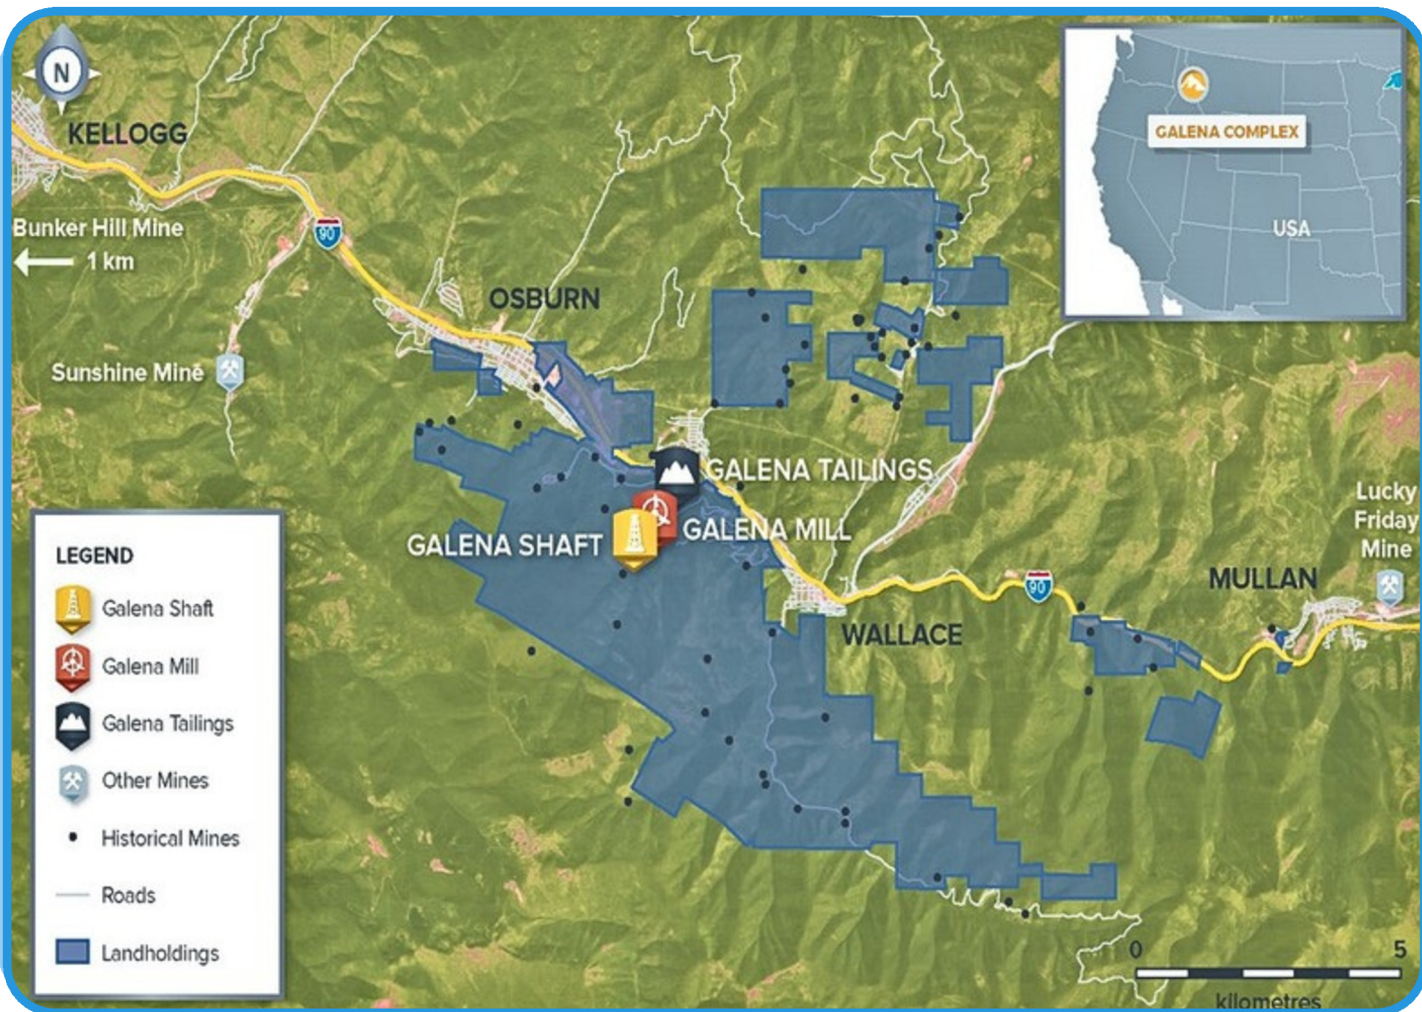 N
KELLOGG
Bunker Hill Mine
1 km
90
OSBURN
Sunshine Mine
GALENA COMPLEX
USA
GALENA TAILINGS
GALENA MILL
GALENA SHAFT
Lucky
Friday
Mine
MULLAN
90
WALLACE
LEGEND
Galena Shaft
Galena Mill
Galena Tailings
Other Mines
Historical Mines
Roads
Landholdings
0 5
kilometres